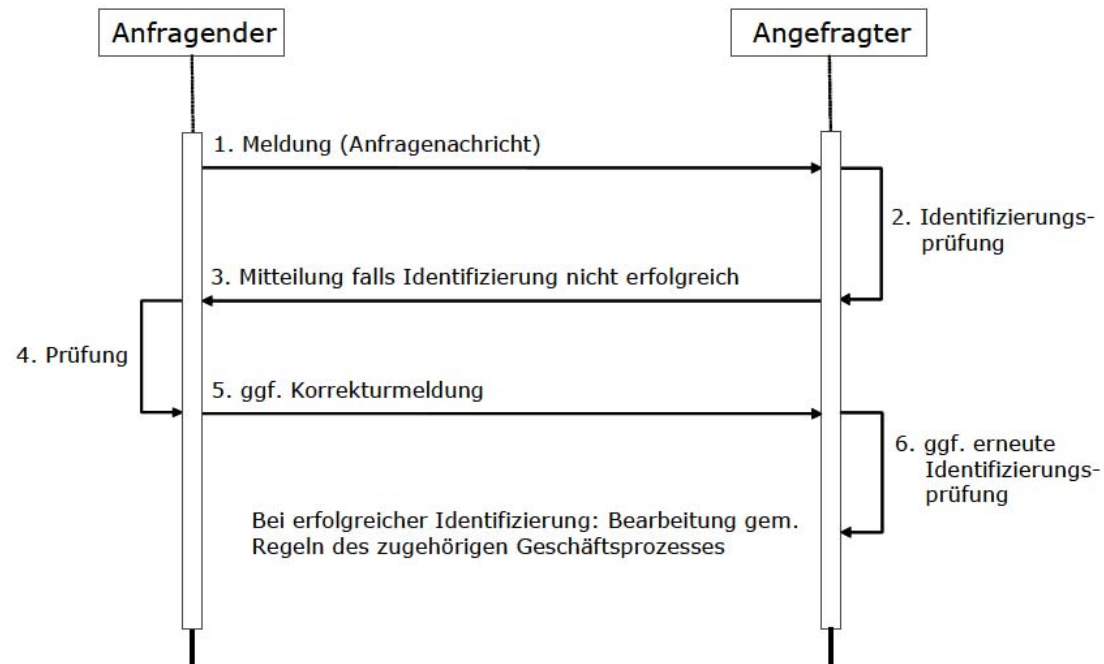 Anfragender
Angefragter
1. Meldung (Anfragenachricht)
2. Identifizierungs-
prüfung
3. Mitteilung falls Identifizierung nicht erfolgreich
4. Prüfung
5. ggf. Korrekturmeldung
6. ggf. erneute
Identifizierungs-
prüfung
Bei erfolgreicher Identifizierung: Bearbeitung gem.
Regeln des zugehörigen Geschäftsprozesses